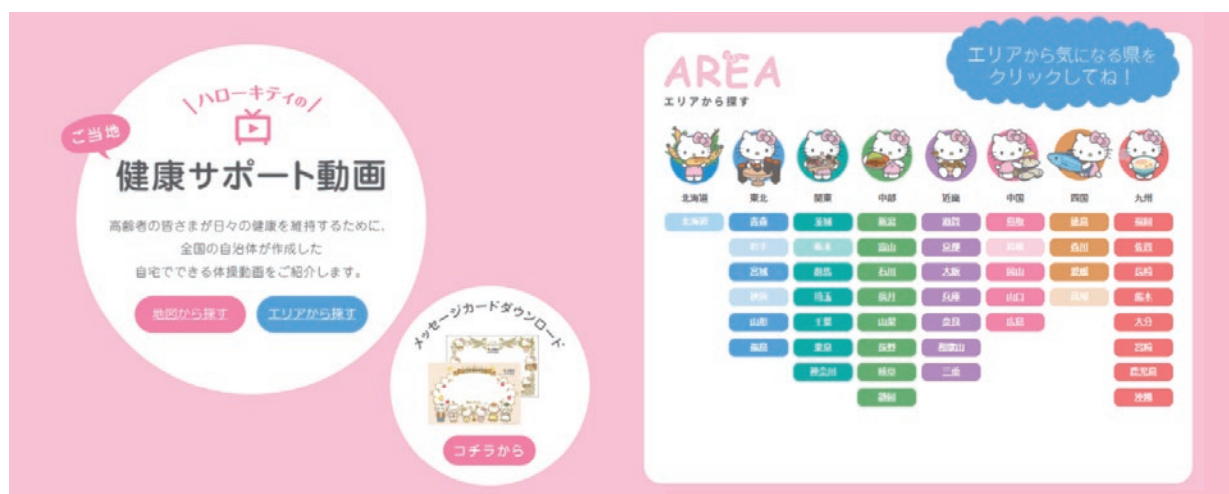 \ハローキティの/
ご当地
健康サポート動画
高齢者の皆さまが日々の健康を維持するために、
全国の自治体が作成した
自宅でできる体操動画をご紹介します。
地図から探す
エリアから探す
メッセージカードダウンロード
コチラから
AREA
エリアから探す
エリアから気になる県を
クリックしてね!
北海道 東北 関東 中部 近畿 中国 四国 九州
北海道 青森 茨城 新潟 滋賀 鳥取 徳島 福岡
岩手 栃木 富山 京都 島根 香川 佐賀
宮城 群馬 石川 大阪 岡山 愛媛 長崎
秋田 埼玉 福井 兵庫 山口 高知 熊本
山形 千葉 山梨 奈良 広島 大分
福島 東京 長野 和歌山 宮崎
神奈川 岐阜 三重 鹿児島
静岡 沖縄